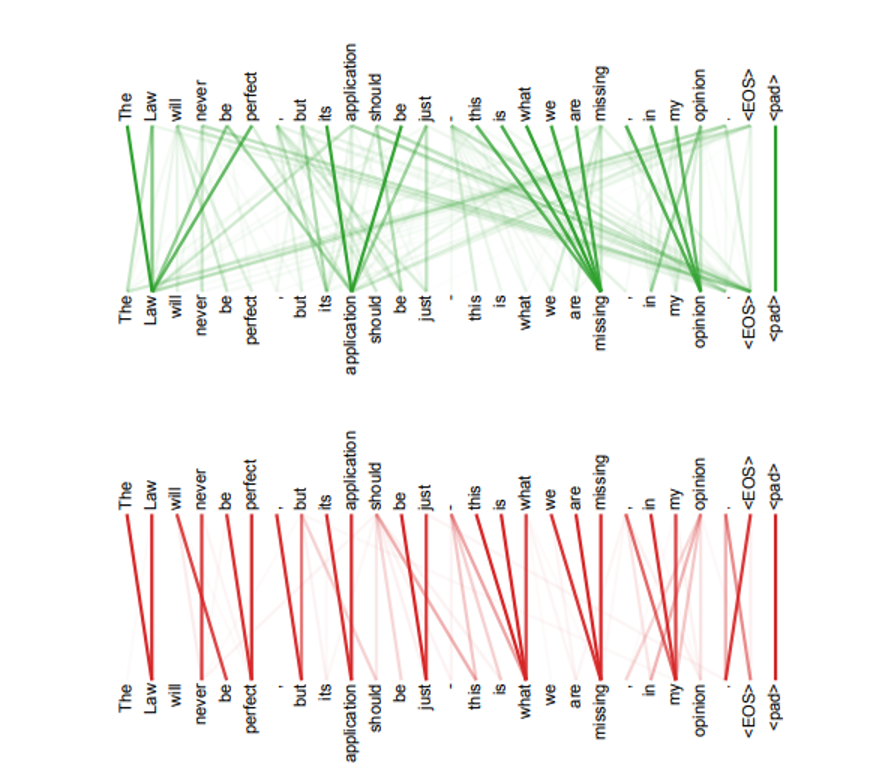 The Law will never be perfect , but its application should be just - this is what we are missing , in my opinion . <EOS> <pad>
The Law will never be perfect , but its application should be just - this is what we are missing , in my opinion . <EOS> <pad>
The Law will never be perfect , but its application should be just - this is what we are missing , in my opinion . <EOS> <pad>
The Law will never be perfect , but its application should be just - this is what we are missing , in my opinion . <EOS> <pad>